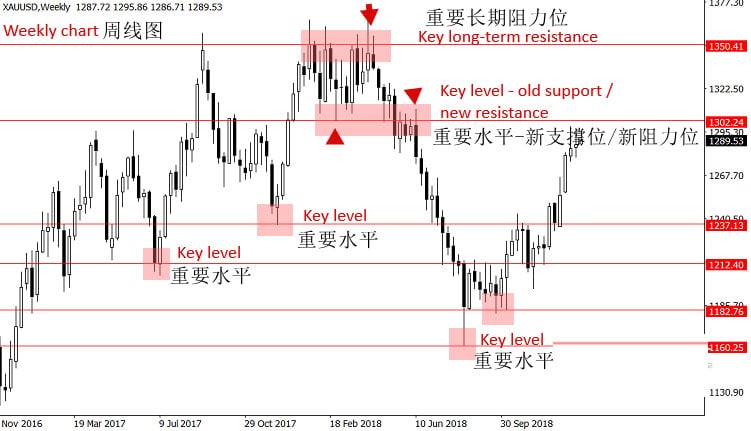 XAUUSD,Weekly 1287.72 1295.86 1286.71 1289.53
1377.30
Weekly chart 周线图
重要长期阻力位
Key long-term resistance
1350.41
Key level - old support /
new resistance
1302.24
1295.30
重要水平-新支撑位/新阻力位
1289.53
1267.70
1240.50
Key level
1237.13
重要水平
Key level
1212.40
重要水平
1185.70
1182.76
Key level
1160.25
重要水平
1130.90
Nov 2016 19 Mar 2017 9 Jul 2017 29 Oct 2017 18 Feb 2018 10 Jun 2018 30 Sep 2018